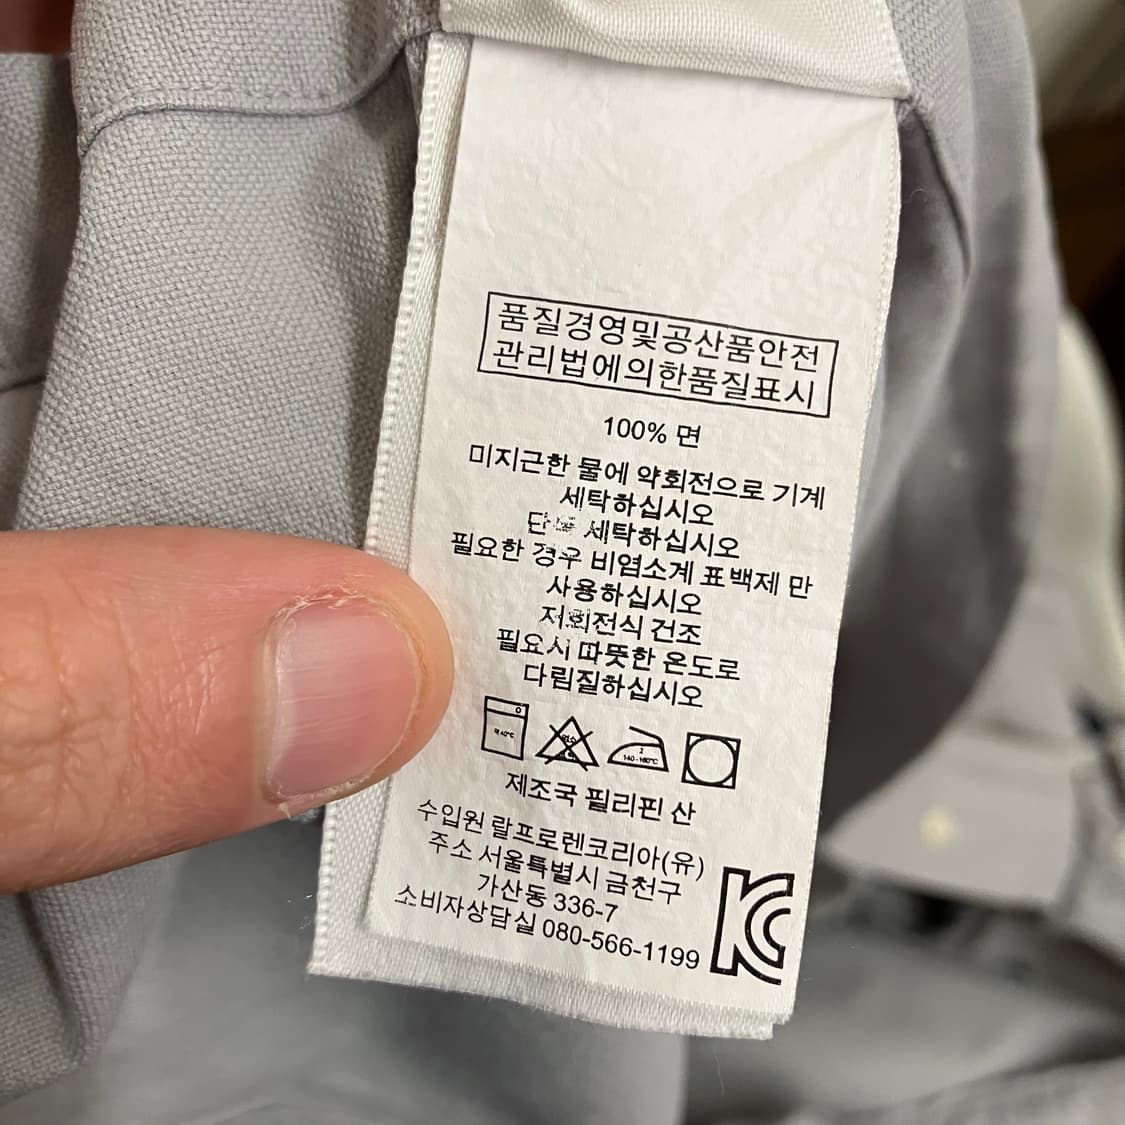 품질경영및공산품안전
관리법에의한품질표시
100% 면
미지근한 물에 약회전으로 기계
세탁하십시오
세탁하십시오
필요한 경우 비염소계 표백제 만
사용하십시오
저회전식 건조
필요시 따뜻한 온도로
다림질하십시오
약 40°C
140-160°C
제조국 필리핀 산
수입원 랄프로렌코리아(유)
주소 서울특별시 금천구
가산동 336-7
소비자상담실 080-566-1199